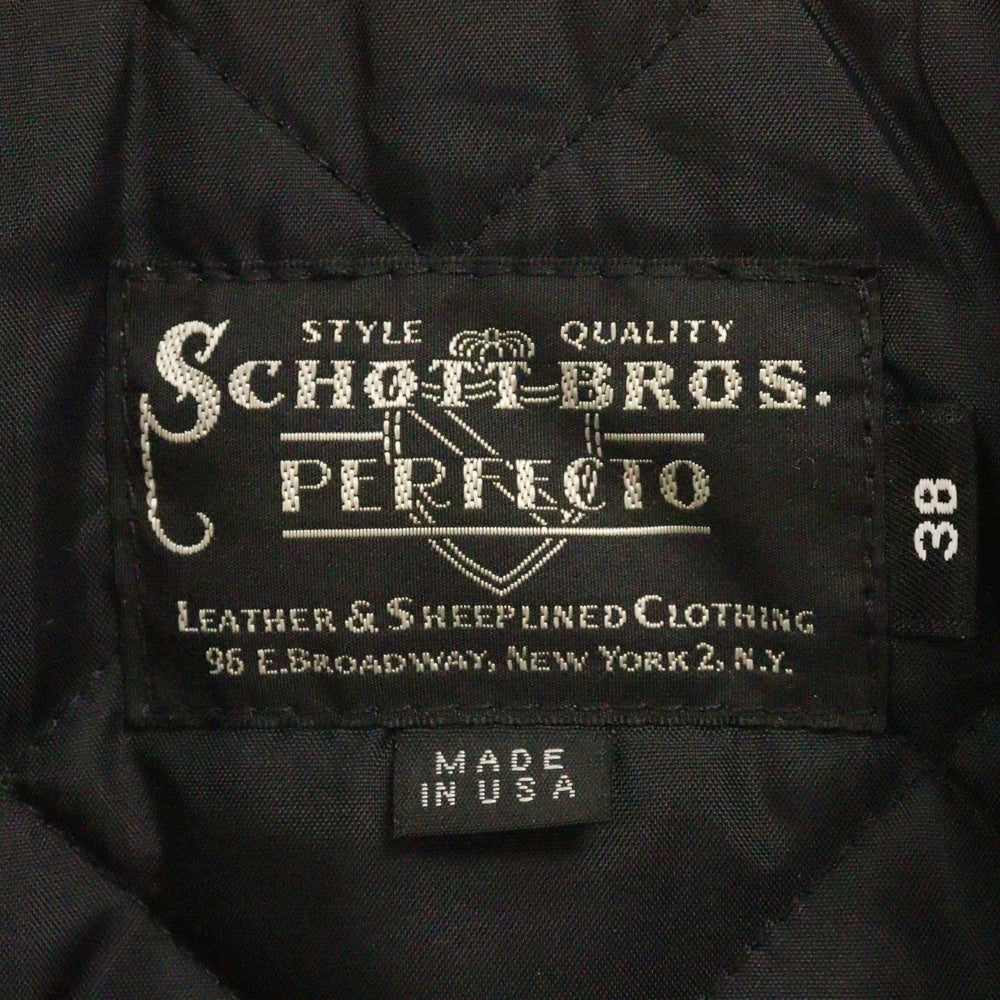 STYLE QUALITY
SCHOTT BROS.
PERFECTO
LEATHER & SHEEPLINED CLOTHING
96 E.BROADWAY, NEW YORK 2, N.Y.
38
MADE
IN USA